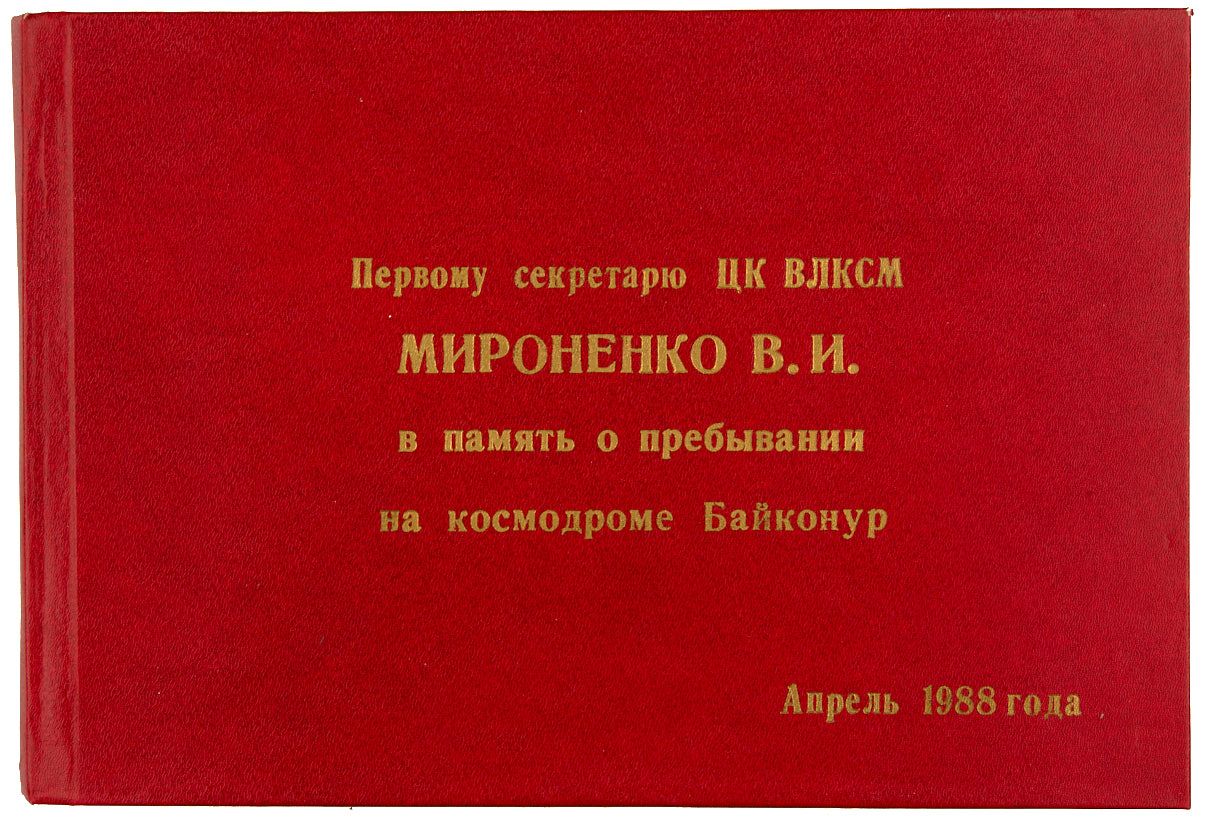 Первому секретарю ЦК ВЛКСМ
МИРОНЕНКО В. И.
в память о пребывании
на космодроме Байконур
Апрель 1988 года